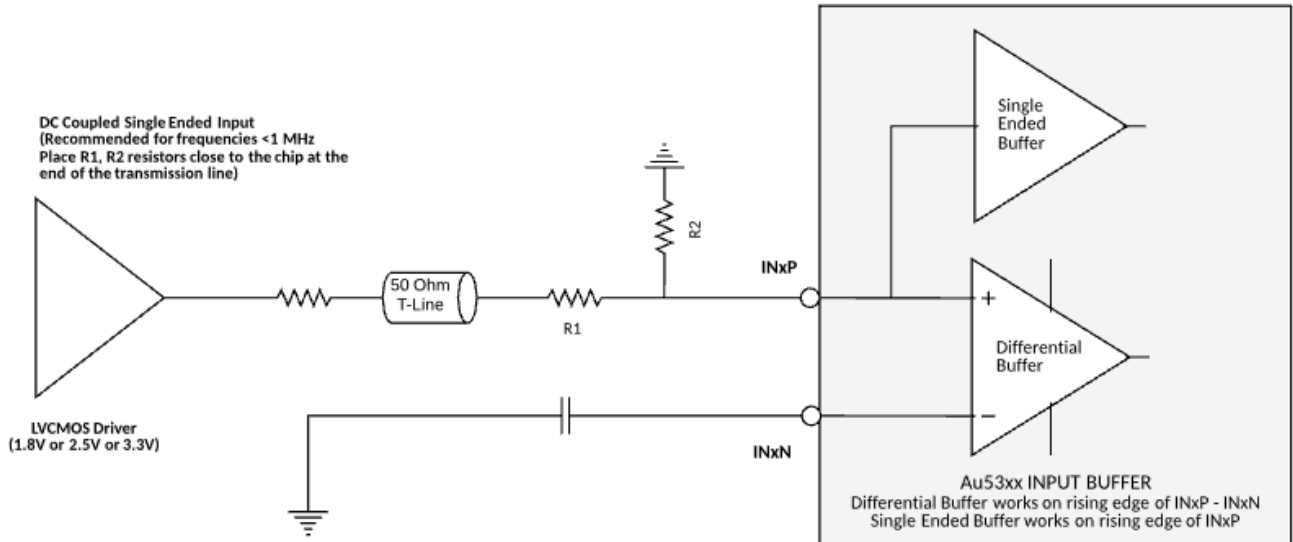 DC Coupled Single Ended Input
(Recommended for frequencies <1 MHz
Place R1, R2 resistors close to the chip at the
end of the transmission line)
Single
Ended
Buffer
R2
INxP
50 Ohm
T-Line
R1
+
Differential
Buffer
−
LVCMOS Driver
(1.8V or 2.5V or 3.3V)
INxN
Au53xx INPUT BUFFER
Differential Buffer works on rising edge of INxP - INxN
Single Ended Buffer works on rising edge of INxP